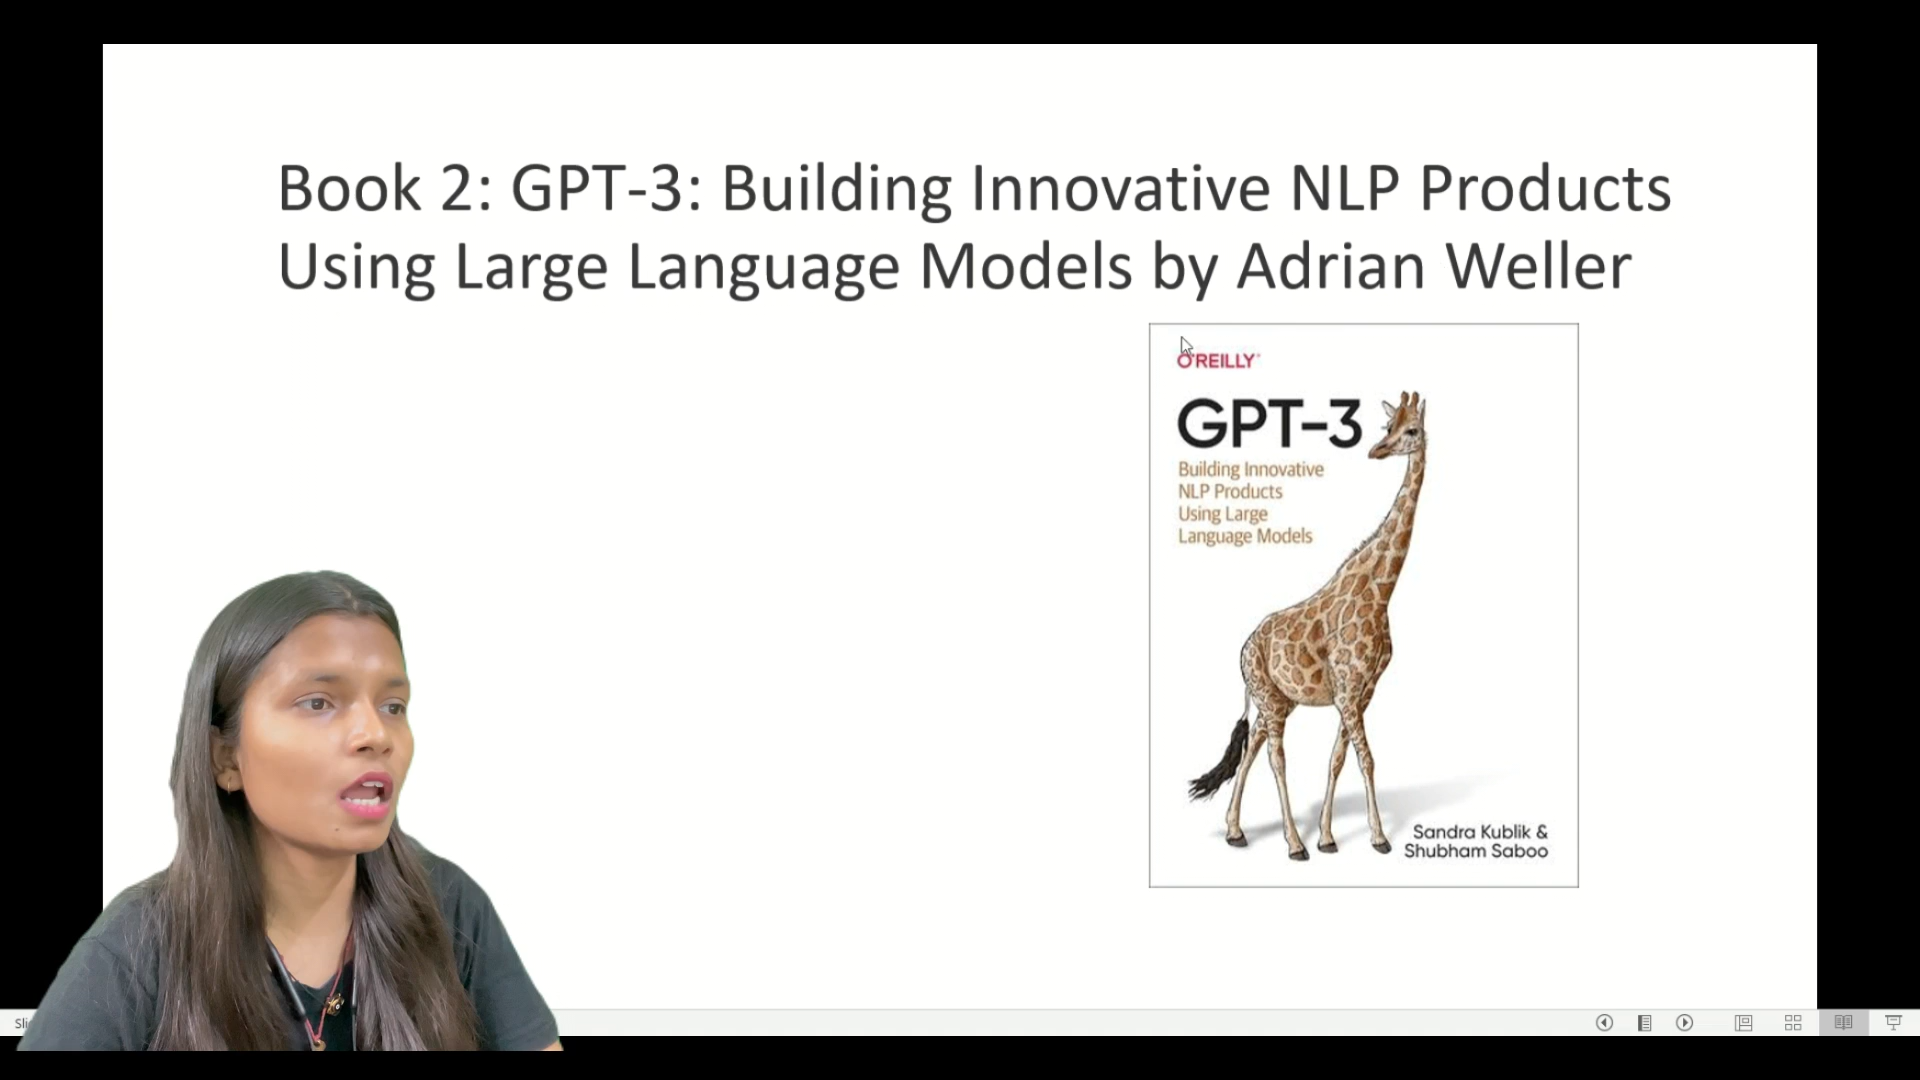 Book 2: GPT-3: Building Innovative NLP Products
Using Large Language Models by Adrian Weller
O'REILLY
GPT-3
Building Innovative
NLP Products
Using Large
Language Models
Sandra Kublik &
Shubham Saboo